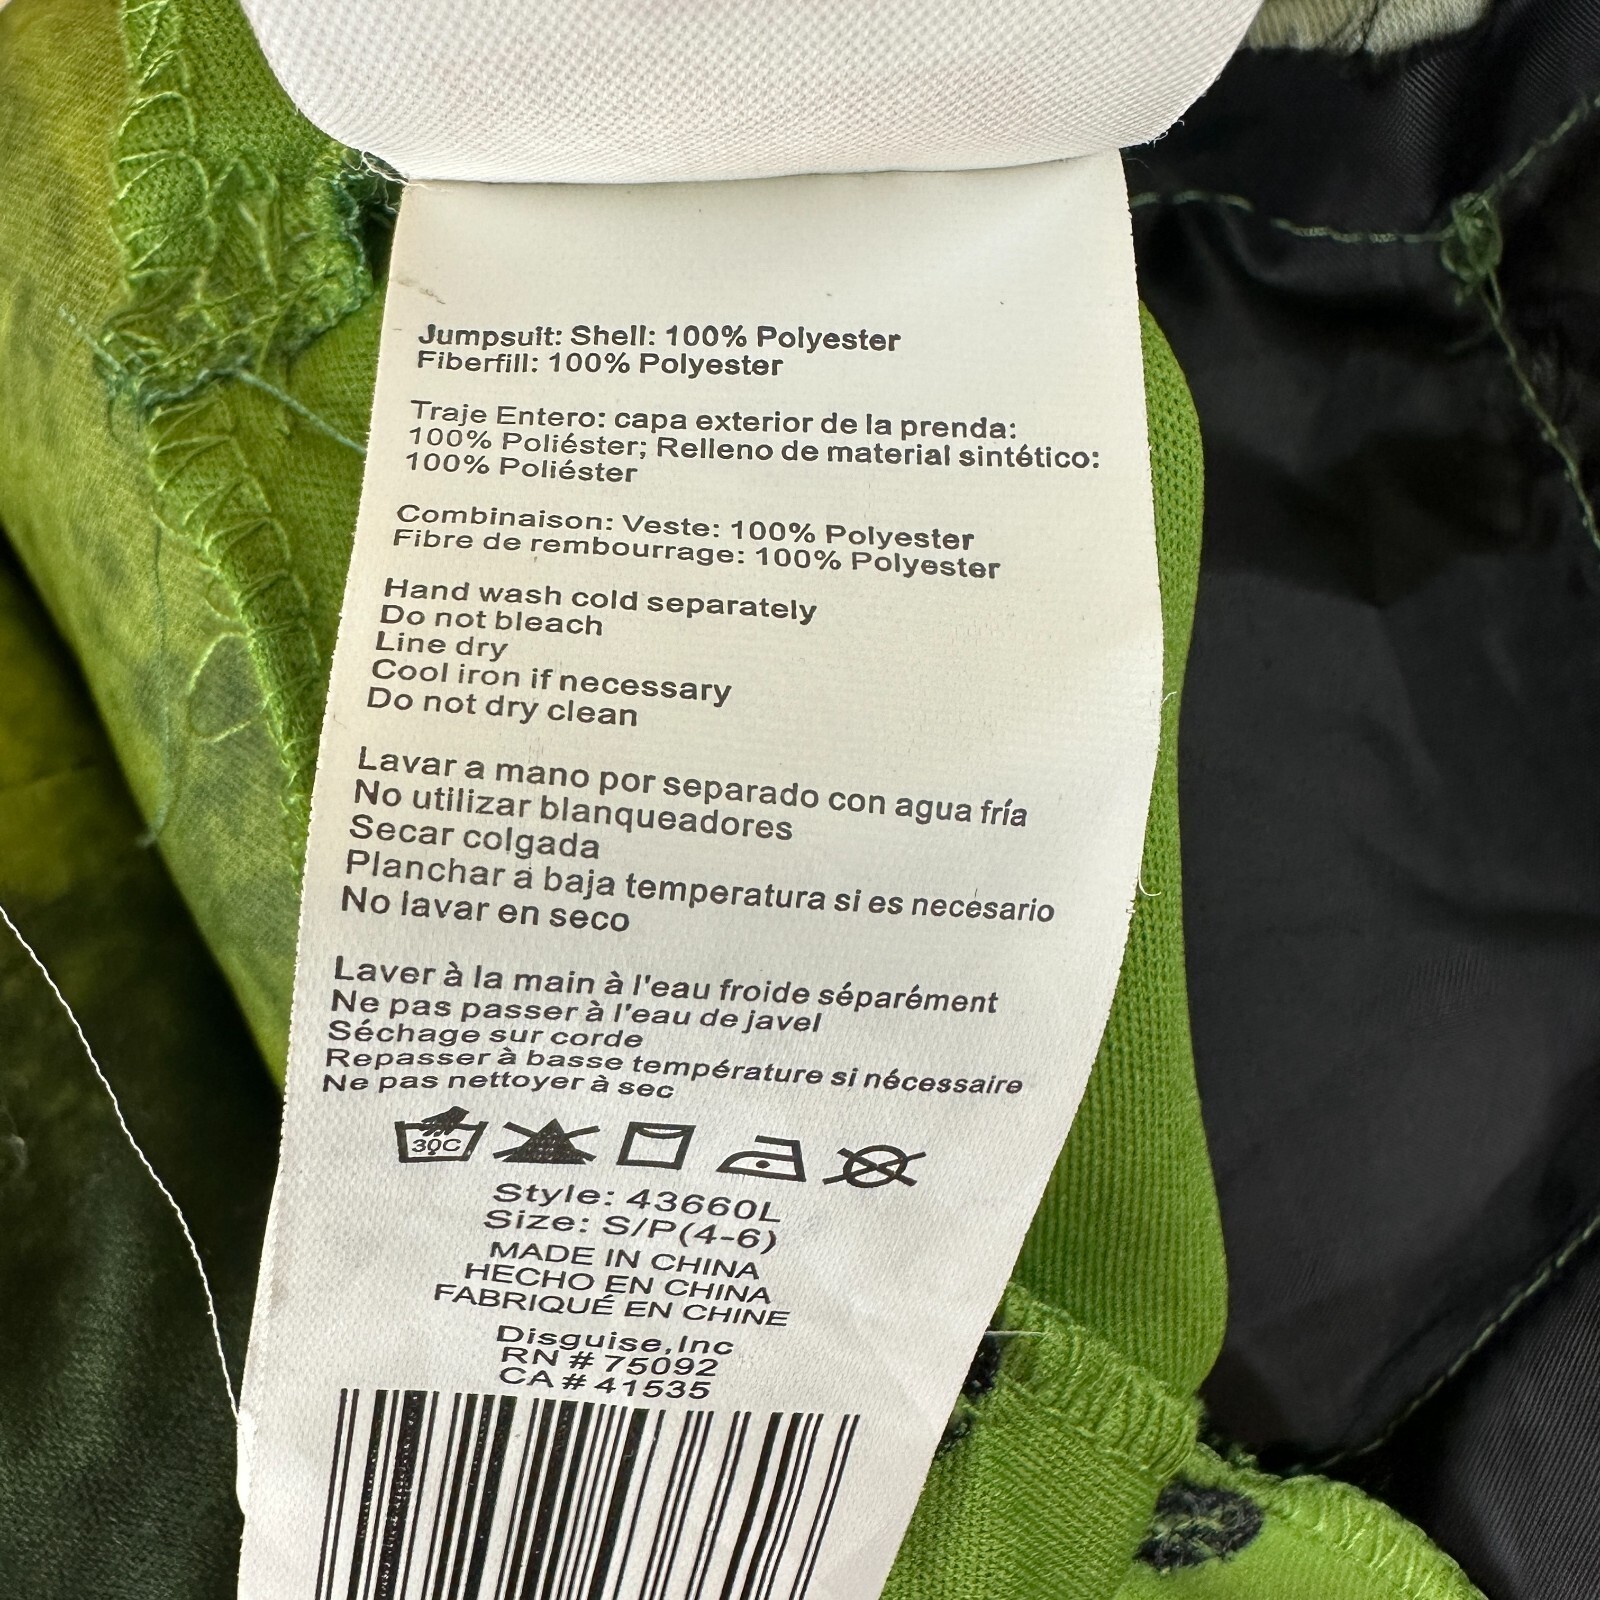 Jumpsuit: Shell: 100% Polyester
Fiberfill: 100% Polyester
Traje Entero: capa exterior de la prenda:
100% Poliéster; Relleno de material sintético:
100% Poliéster
Combinaison: Veste: 100% Polyester
Fibre de rembourrage: 100% Polyester
Hand wash cold separately
Do not bleach
Line dry
Cool iron if necessary
Do not dry clean
Lavar a mano por separado con agua fría
No utilizar blanqueadores
Secar colgada
Planchar a baja temperatura si es necesario
No lavar en seco
Laver à la main à l'eau froide séparément
Ne pas passer à l'eau de javel
Séchage sur corde
Repasser à basse température si nécessaire
Ne pas nettoyer à sec
30C
Style: 43660L
Size: S/P(4-6)
MADE IN CHINA
HECHO EN CHINA
FABRIQUÉ EN CHINE
Disguise,Inc
RN # 75092
CA # 41535